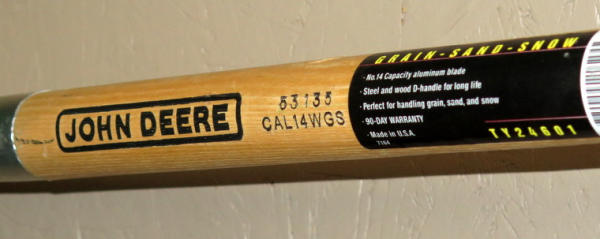 JOHN DEERE
53135
CAL14WGS
GRAIN-SAND-SNOW
· No.14 Capacity aluminum blade
· Steel and wood D-handle for long life
· Perfect for handling grain, sand, and snow
· 90-DAY WARRANTY
· Made in U.S.A.
7164
TY24601